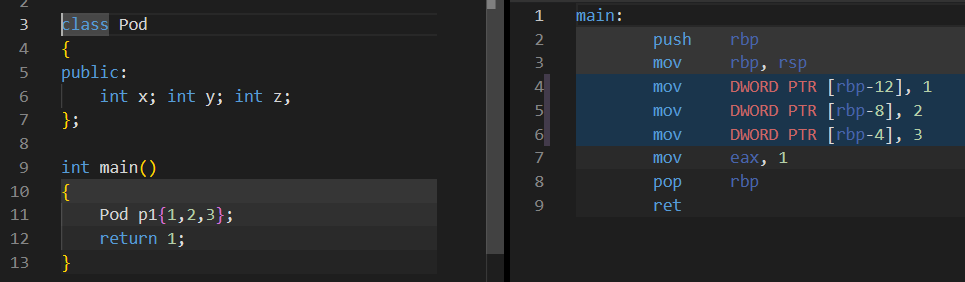 2
3 class Pod
4 {
5 public:
6 int x; int y; int z;
7 };
8
9 int main()
10 {
11 Pod p1{1,2,3};
12 return 1;
13 }
1 main:
2 push rbp
3 mov rbp, rsp
4 mov DWORD PTR [rbp-12], 1
5 mov DWORD PTR [rbp-8], 2
6 mov DWORD PTR [rbp-4], 3
7 mov eax, 1
8 pop rbp
9 ret